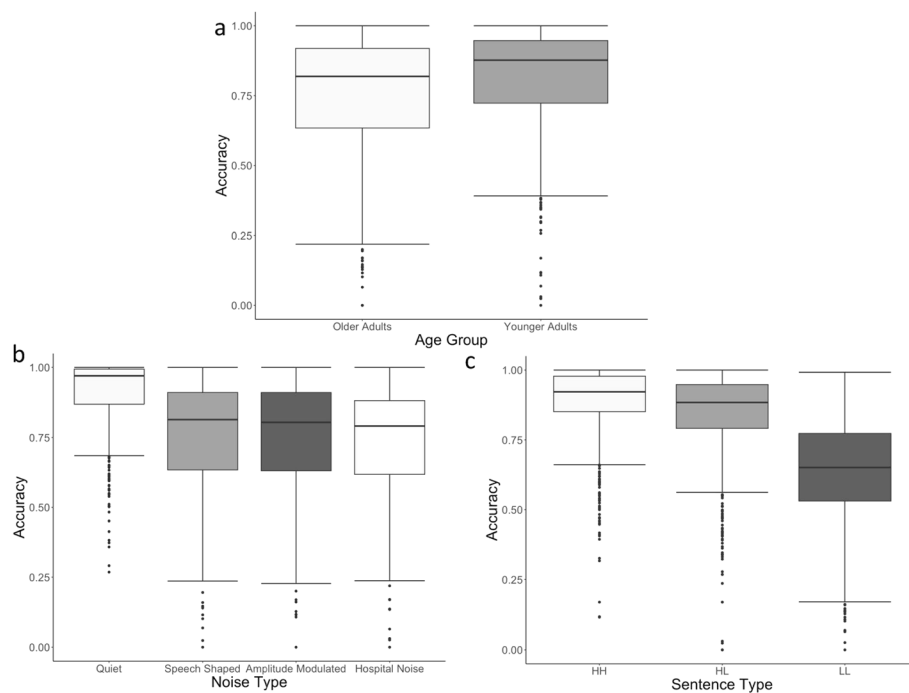 a
1.00
0.75
0.50
0.25
0.00
Accuracy
Older Adults
Younger Adults
Age Group
b
1.00
0.75
0.50
0.25
0.00
Accuracy
Quiet
Speech Shaped
Amplitude Modulated
Hospital Noise
Noise Type
c
1.00
0.75
0.50
0.25
0.00
Accuracy
HH
HL
LL
Sentence Type